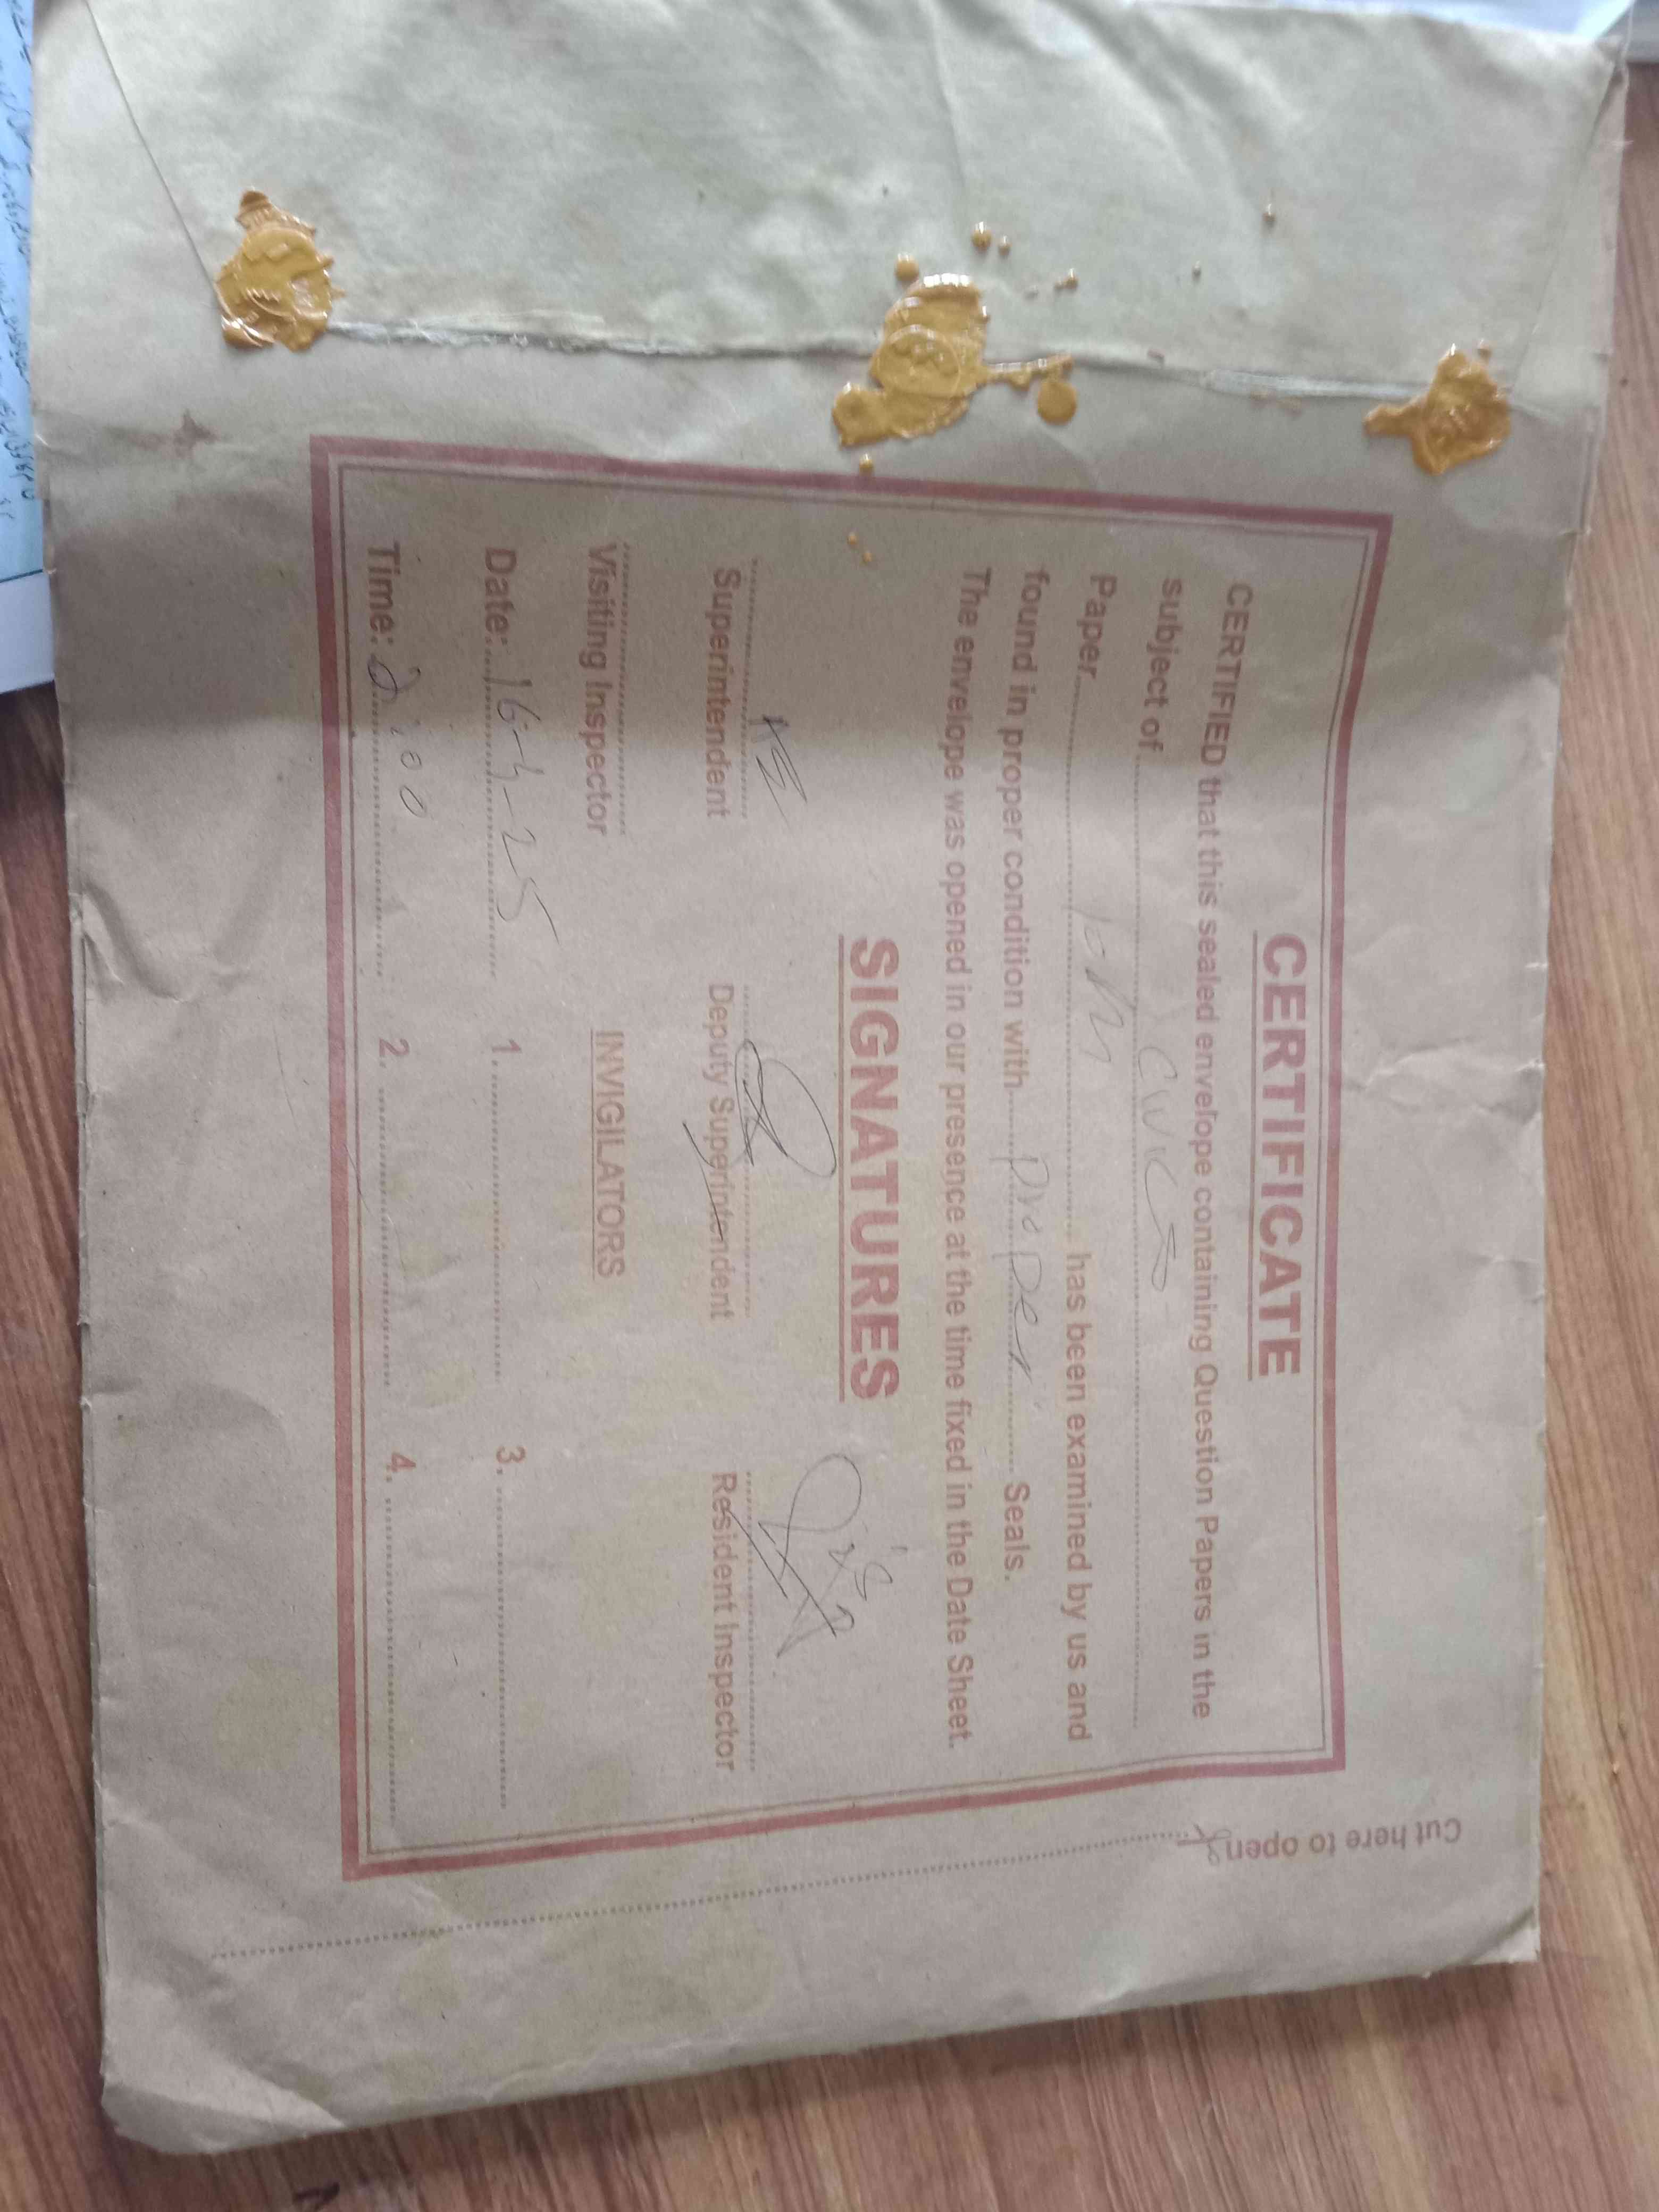 CERTIFICATE
CERTIFIED that this sealed envelope containing Question Papers in the
subject of
Paper has been examined by us and
found in proper condition with proper Seals.
The envelope was opened in our presence at the time fixed in the Date Sheet.
SIGNATURES
Superintendent Deputy Superintendent Resident Inspector
Visiting Inspector INVIGILATORS
Date: 16-4-25 1. 3.
Time: 2:00 2. 4.
Cut here to open